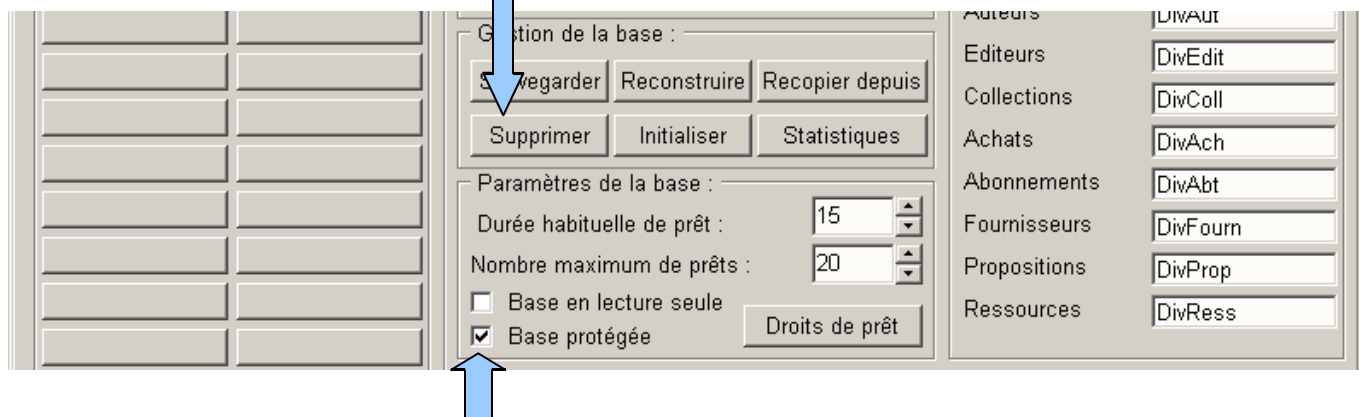 Auteurs DivAut
Gestion de la base :
Sauvegarder Reconstruire Recopier depuis
Supprimer Initialiser Statistiques
Paramètres de la base :
Durée habituelle de prêt : 15
Nombre maximum de prêts : 20
Base en lecture seule
Base protégée
Droits de prêt
Editeurs DivEdit
Collections DivColl
Achats DivAch
Abonnements DivAbt
Fournisseurs DivFourn
Propositions DivProp
Ressources DivRess